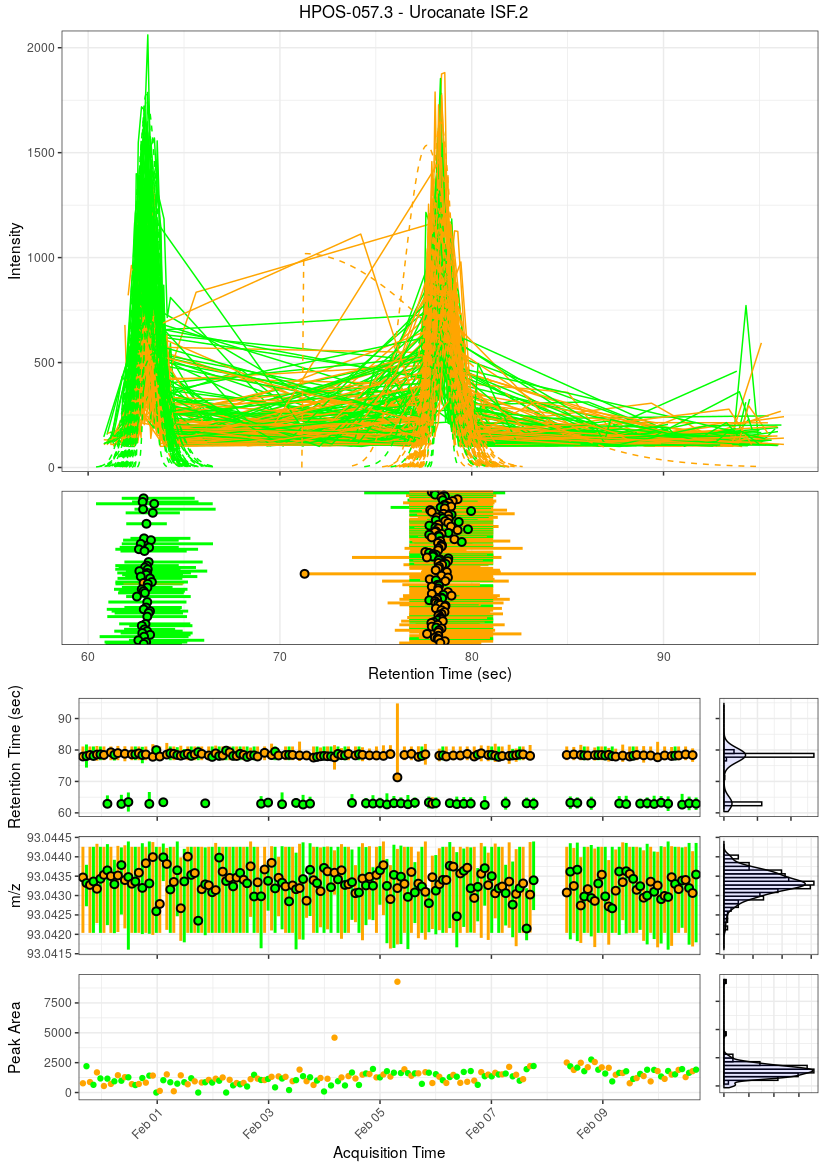 HPOS-057.3 - Urocanate ISF.2
Intensity
2000
1500
1000
500
0
60 70 80 90
Retention Time (sec)
Retention Time (sec)
90
80
70
60
m/z
93.0445
93.0440
93.0435
93.0430
93.0425
93.0420
93.0415
Peak Area
7500
5000
2500
0
Feb 01 Feb 03 Feb 05 Feb 07 Feb 09
Acquisition Time